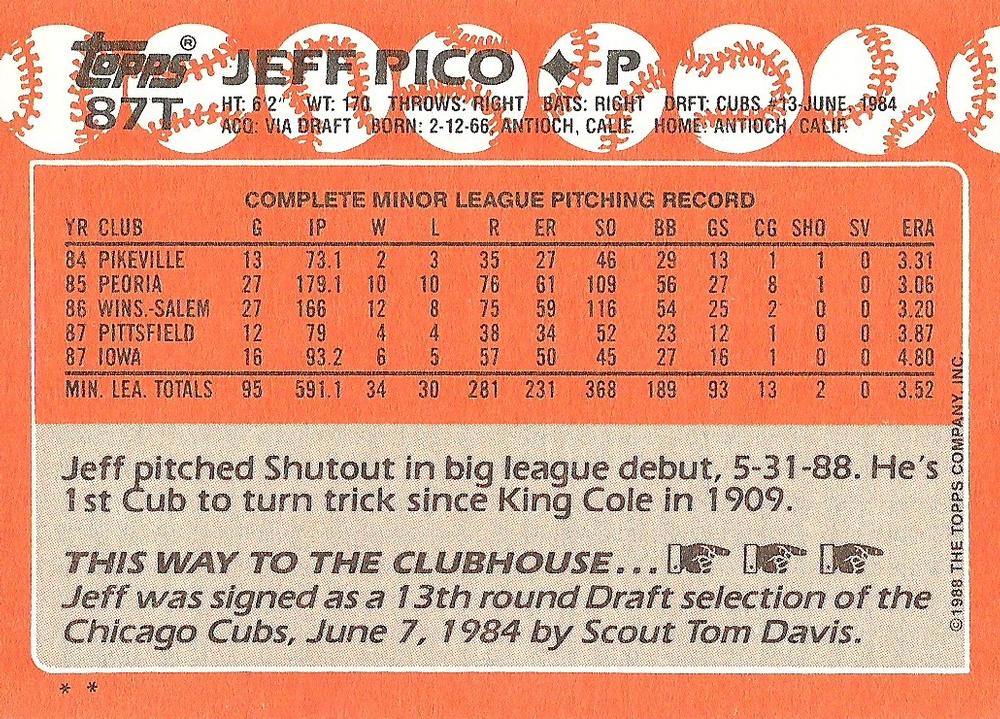 topps® JEFF PICO ✦ P
87T HT: 6'2" WT: 170 THROWS: RIGHT BATS: RIGHT DRFT: CUBS #13-JUNE, 1984
ACQ: VIA DRAFT BORN: 2-12-66, ANTIOCH, CALIF. HOME: ANTIOCH, CALIF.
COMPLETE MINOR LEAGUE PITCHING RECORD
YR CLUB G IP W L R ER SO BB GS CG SHO SV ERA
84 PIKEVILLE 13 73.1 2 3 35 27 46 29 13 1 1 0 3.31
85 PEORIA 27 179.1 10 10 76 61 109 56 27 8 1 0 3.06
86 WINS.-SALEM 27 166 12 8 75 59 116 54 25 2 0 0 3.20
87 PITTSFIELD 12 79 4 4 38 34 52 23 12 1 0 0 3.87
87 IOWA 16 93.2 6 5 57 50 45 27 16 1 0 0 4.80
MIN. LEA. TOTALS 95 591.1 34 30 281 231 368 189 93 13 2 0 3.52
Jeff pitched Shutout in big league debut, 5-31-88. He's
1st Cub to turn trick since King Cole in 1909.
THIS WAY TO THE CLUBHOUSE...
Jeff was signed as a 13th round Draft selection of the
Chicago Cubs, June 7, 1984 by Scout Tom Davis.
©1988 THE TOPPS COMPANY, INC.
* *